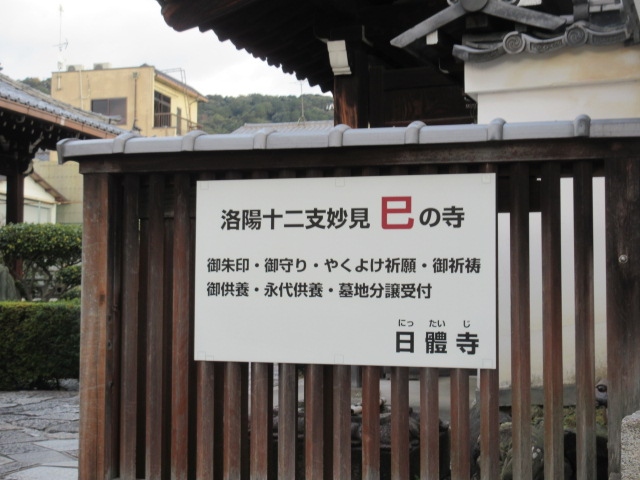 洛陽十二支妙見 巳の寺
御朱印・御守り・やくよけ祈願・御祈祷
御供養・永代供養・墓地分譲受付
にっ たい じ
日體寺